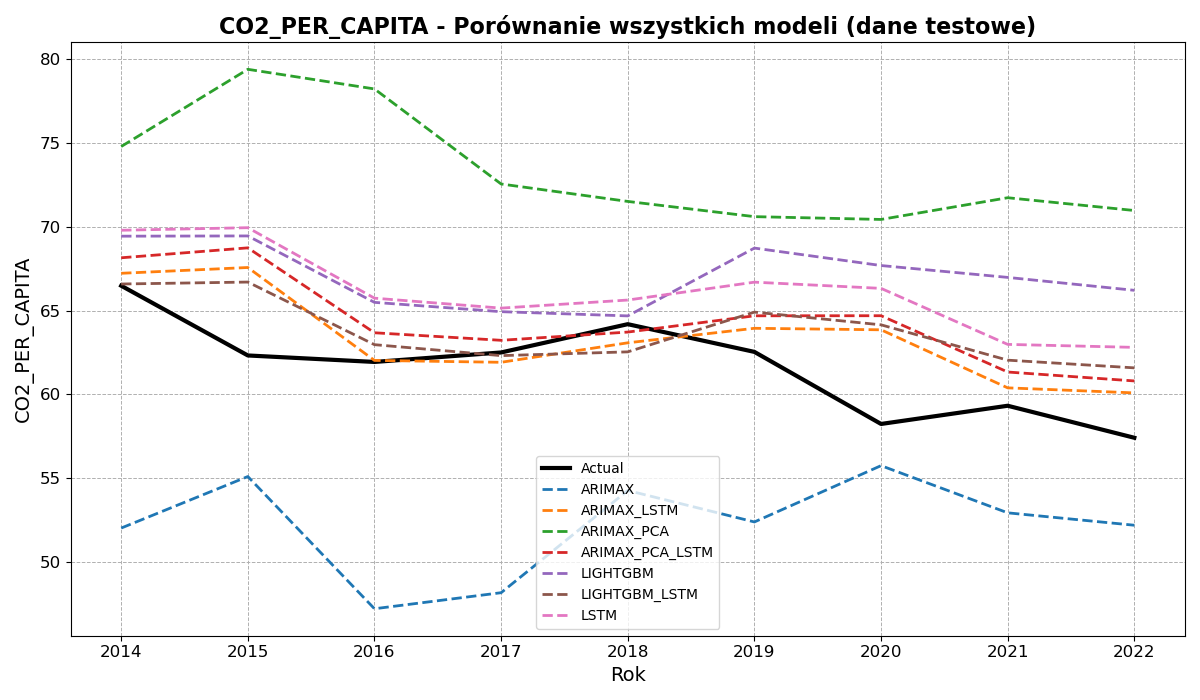 CO2_PER_CAPITA - Porównanie wszystkich modeli (dane testowe)
CO2_PER_CAPITA
80
75
70
65
60
55
50
Actual
ARIMAX
ARIMAX_LSTM
ARIMAX_PCA
ARIMAX_PCA_LSTM
LIGHTGBM
LIGHTGBM_LSTM
LSTM
2014 2015 2016 2017 2018 2019 2020 2021 2022
Rok